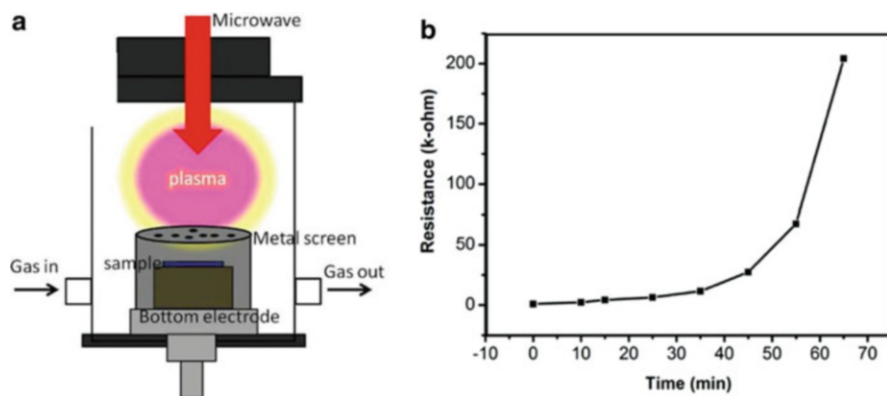 a
Microwave
plasma
Metal screen
Gas in
sample
Gas out
Bottom electrode
b
Resistance (k-ohm)
200
150
100
50
0
-10 0 10 20 30 40 50 60 70
Time (min)